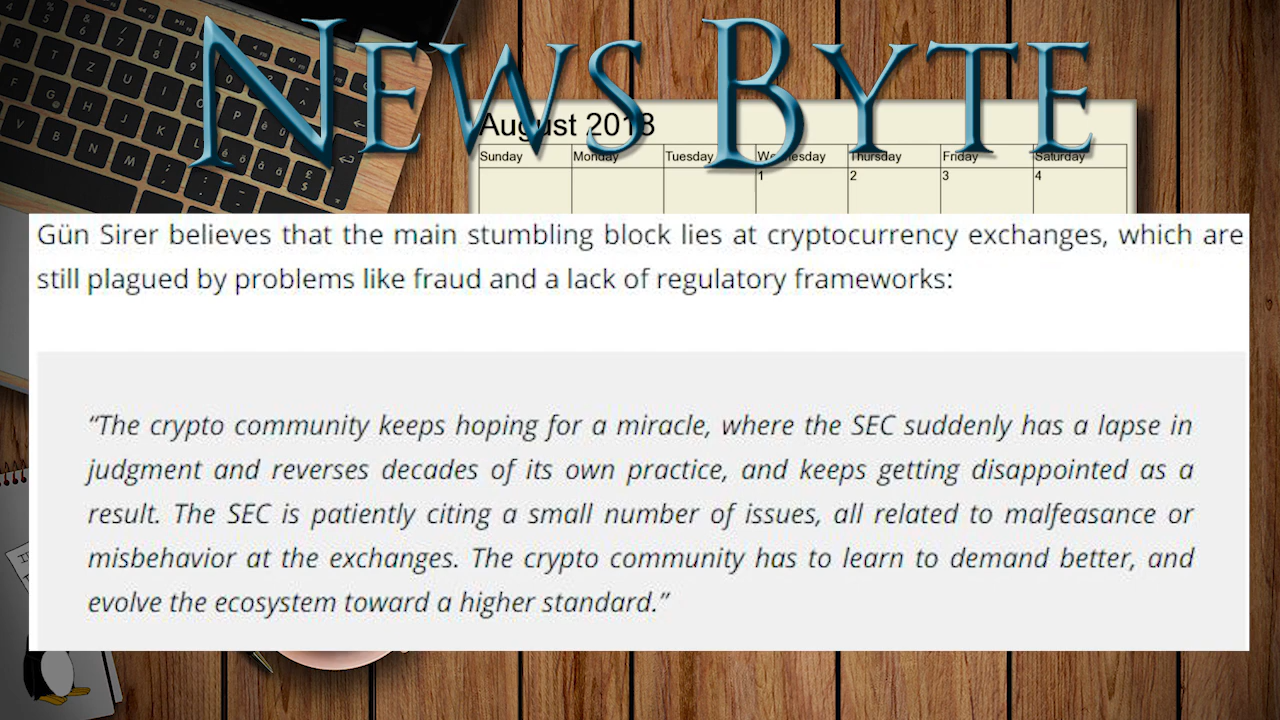 News Byte
August 2018
Sunday Monday Tuesday Wednesday Thursday Friday Saturday
1 2 3 4
Gün Sirer believes that the main stumbling block lies at cryptocurrency exchanges, which are
still plagued by problems like fraud and a lack of regulatory frameworks:
“The crypto community keeps hoping for a miracle, where the SEC suddenly has a lapse in
judgment and reverses decades of its own practice, and keeps getting disappointed as a
result. The SEC is patiently citing a small number of issues, all related to malfeasance or
misbehavior at the exchanges. The crypto community has to learn to demand better, and
evolve the ecosystem toward a higher standard.”